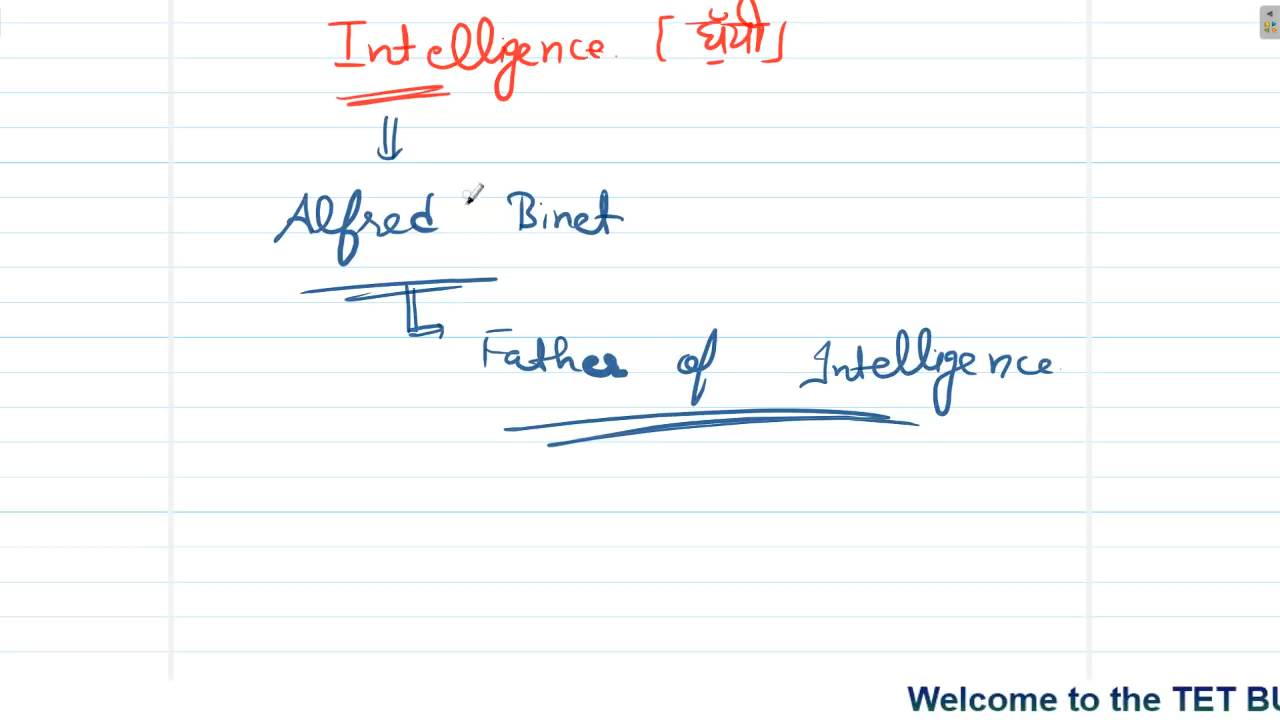 Intelligence. [ ]
Alfred Binet
Father of Intelligence.
Welcome to the TET BU